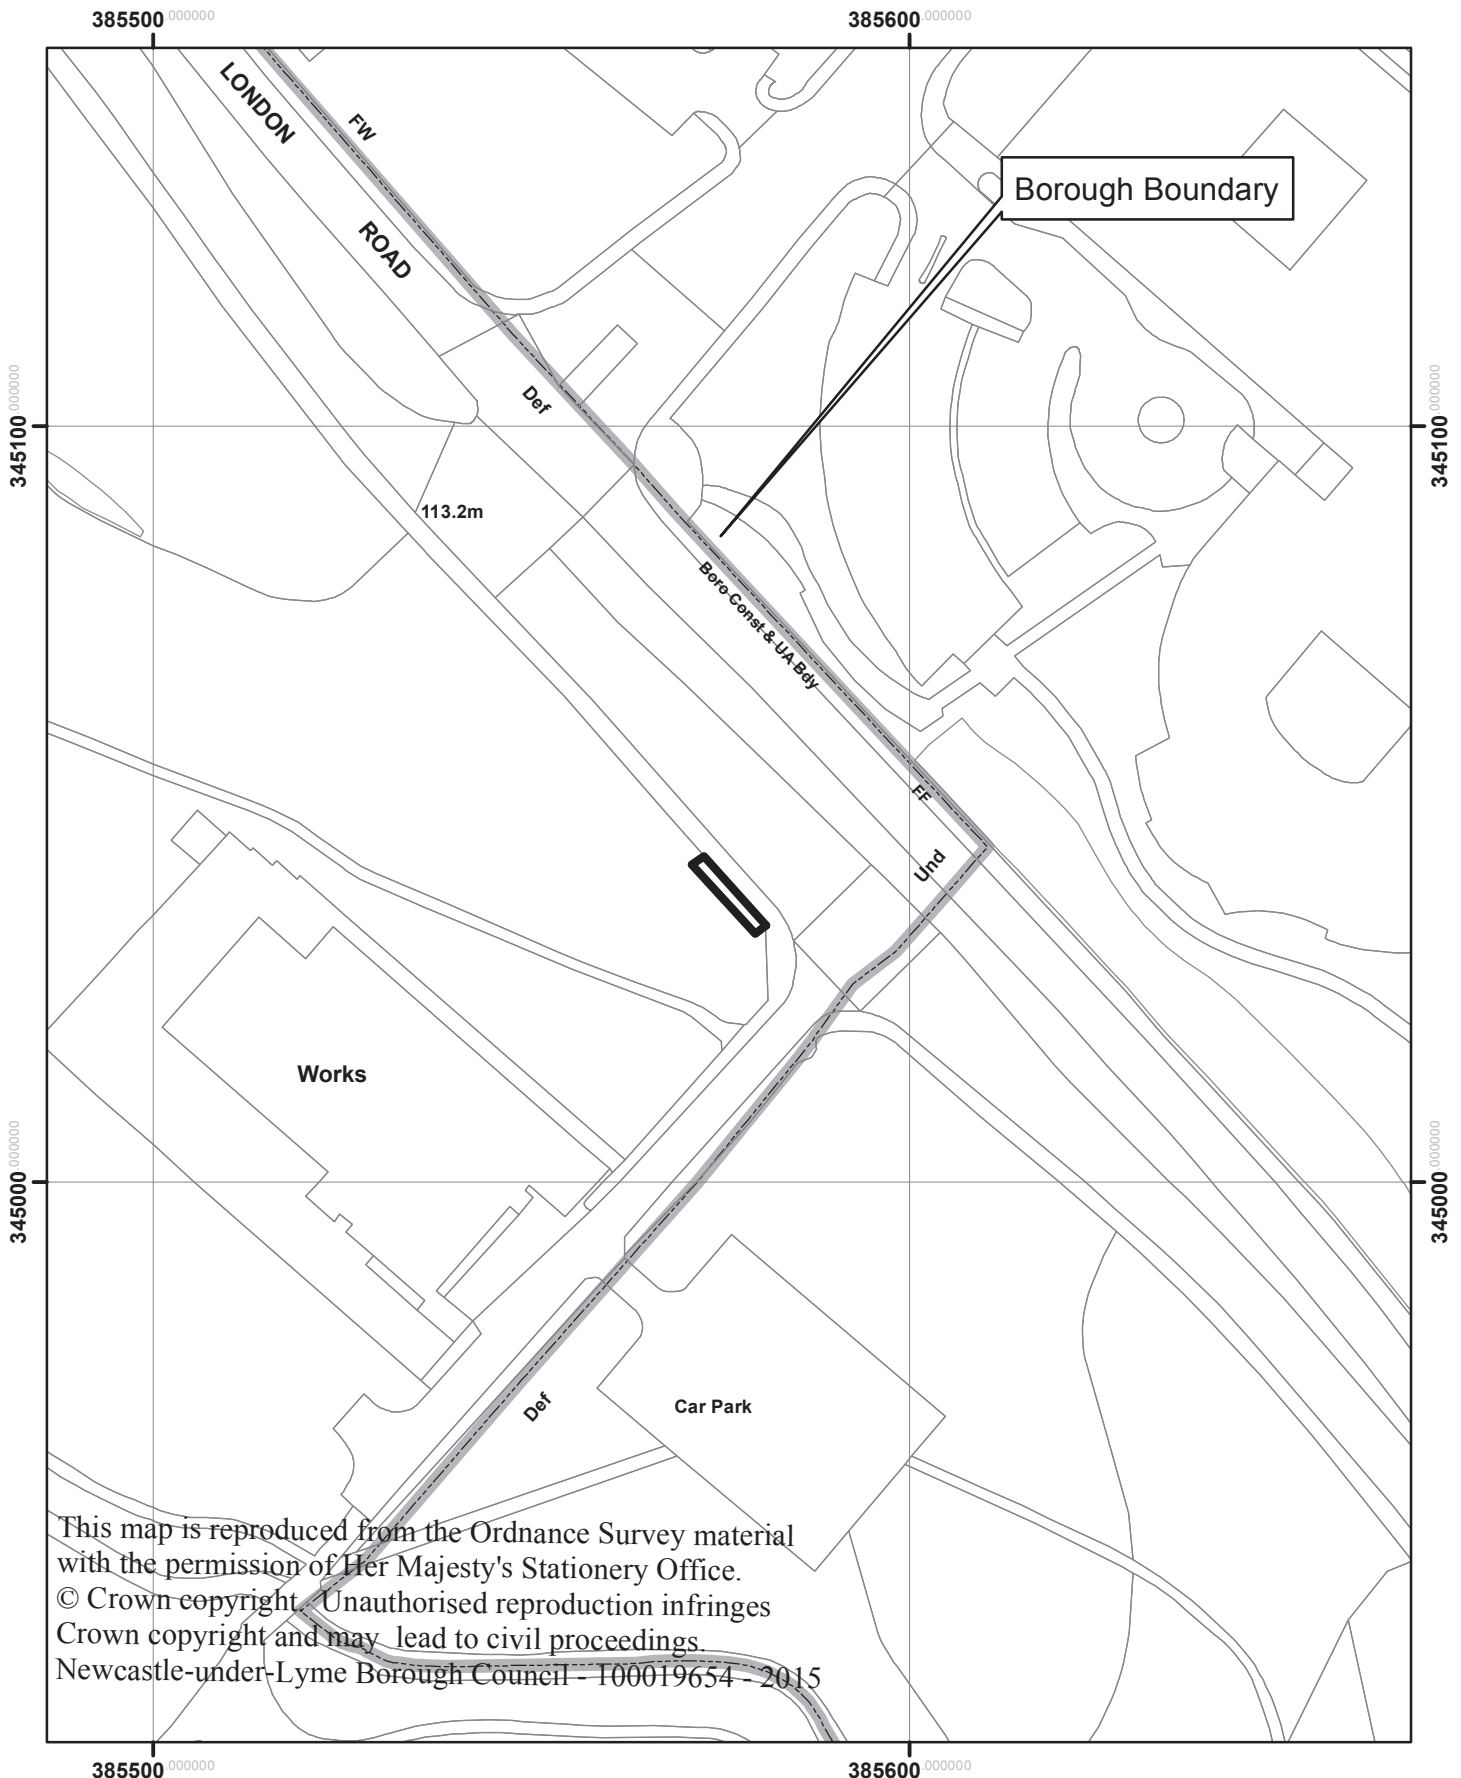 385500.000000
385600.000000
LONDON
FW
Borough Boundary
ROAD
345100.000000
345100.000000
Def
113.2m
Boro Const & UA Bdy
FF
Und
Works
345000.000000
345000.000000
Def
Car Park
This map is reproduced from the Ordnance Survey material
with the permission of Her Majesty's Stationery Office.
© Crown copyright. Unauthorised reproduction infringes
Crown copyright and may lead to civil proceedings.
Newcastle-under-Lyme Borough Council - 100019654 - 2015
385500.000000
385600.000000